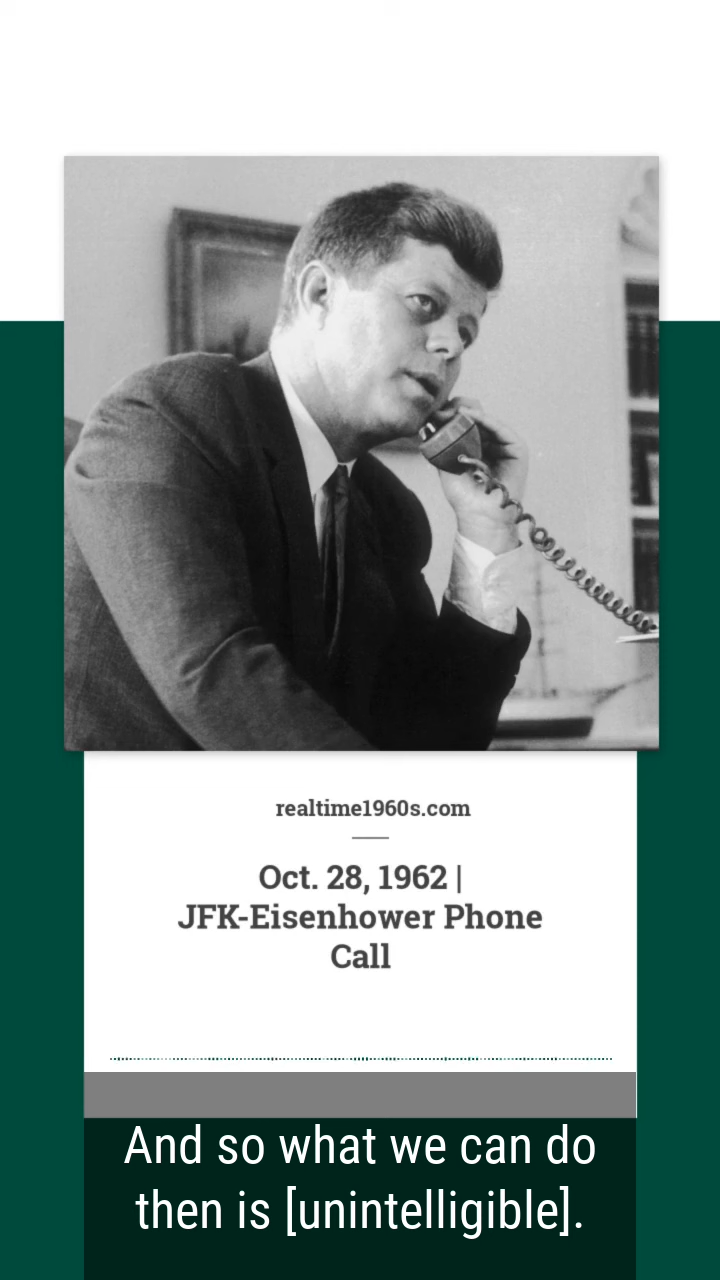 realtime1960s.com
Oct. 28, 1962 |
JFK-Eisenhower Phone
Call
And so what we can do
then is [unintelligible].